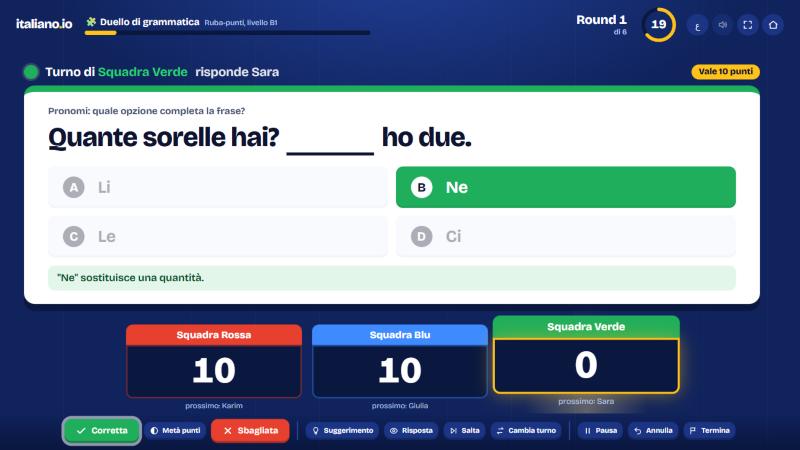 italiano.io
Duello di grammatica Ruba-punti, livello B1
Round 1
di 6
19
ع
Turno di Squadra Verde risponde Sara
Vale 10 punti
Pronomi: quale opzione completa la frase?
Quante sorelle hai? ______ ho due.
A Li
B Ne
C Le
D Ci
"Ne" sostituisce una quantità.
Squadra Rossa
10
prossimo: Karim
Squadra Blu
10
prossimo: Giulia
Squadra Verde
0
prossimo: Sara
Corretta
Metà punti
Sbagliata
Suggerimento
Risposta
Salta
Cambia turno
Pausa
Annulla
Termina